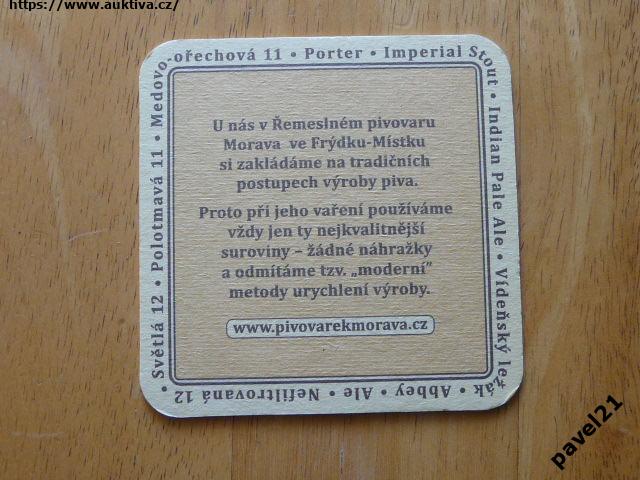 https://www.auktiva.cz/
Světlá 12 • Polotmavá 11 • Medovo-ořechová 11 • Porter • Imperial Stout • Indian Pale Ale • Vídeňský ležák • Abbey • Ale • Nefiltrovaná 12 •
U nás v Řemeslném pivovaru
Morava ve Frýdku-Místku
si zakládáme na tradičních
postupech výroby piva.
Proto při jeho vaření používáme
vždy jen ty nejkvalitnější
suroviny – žádné náhražky
a odmítáme tzv. „moderní"
metody urychlení výroby.
www.pivovarekmorava.cz
pavel21